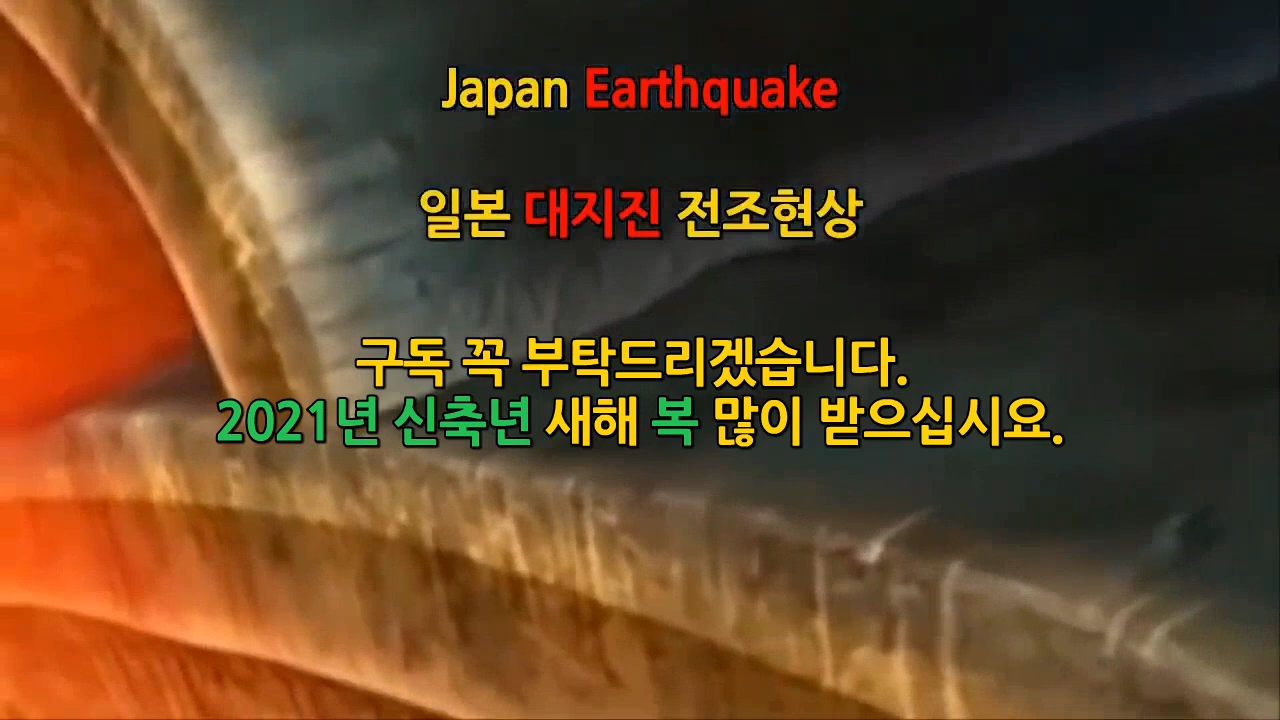 Japan Earthquake
일본 대지진 전조현상
구독 꼭 부탁드리겠습니다.
2021년 신축년 새해 복 많이 받으십시요.